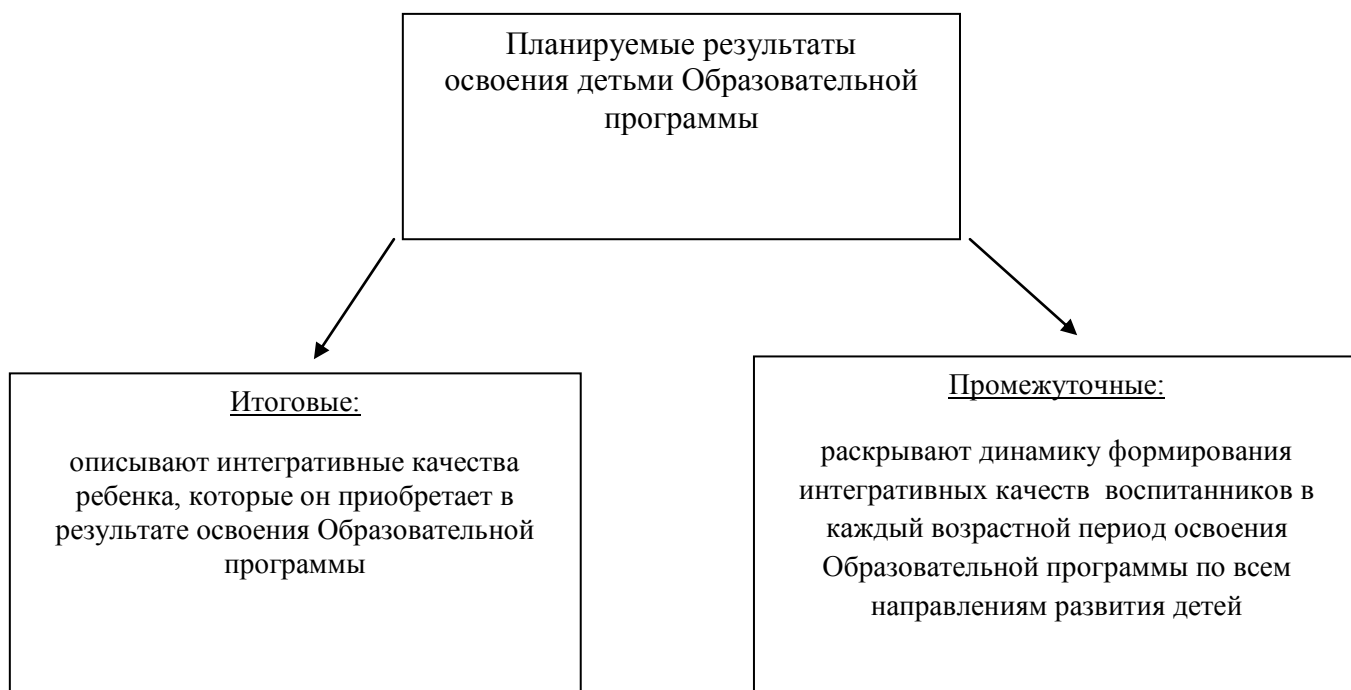 Планируемые результаты
освоения детьми Образовательной
программы
Итоговые:
описывают интегративные качества
ребенка, которые он приобретает в
результате освоения Образовательной
программы
Промежуточные:
раскрывают динамику формирования
интегративных качеств воспитанников в
каждый возрастной период освоения
Образовательной программы по всем
направлениям развития детей